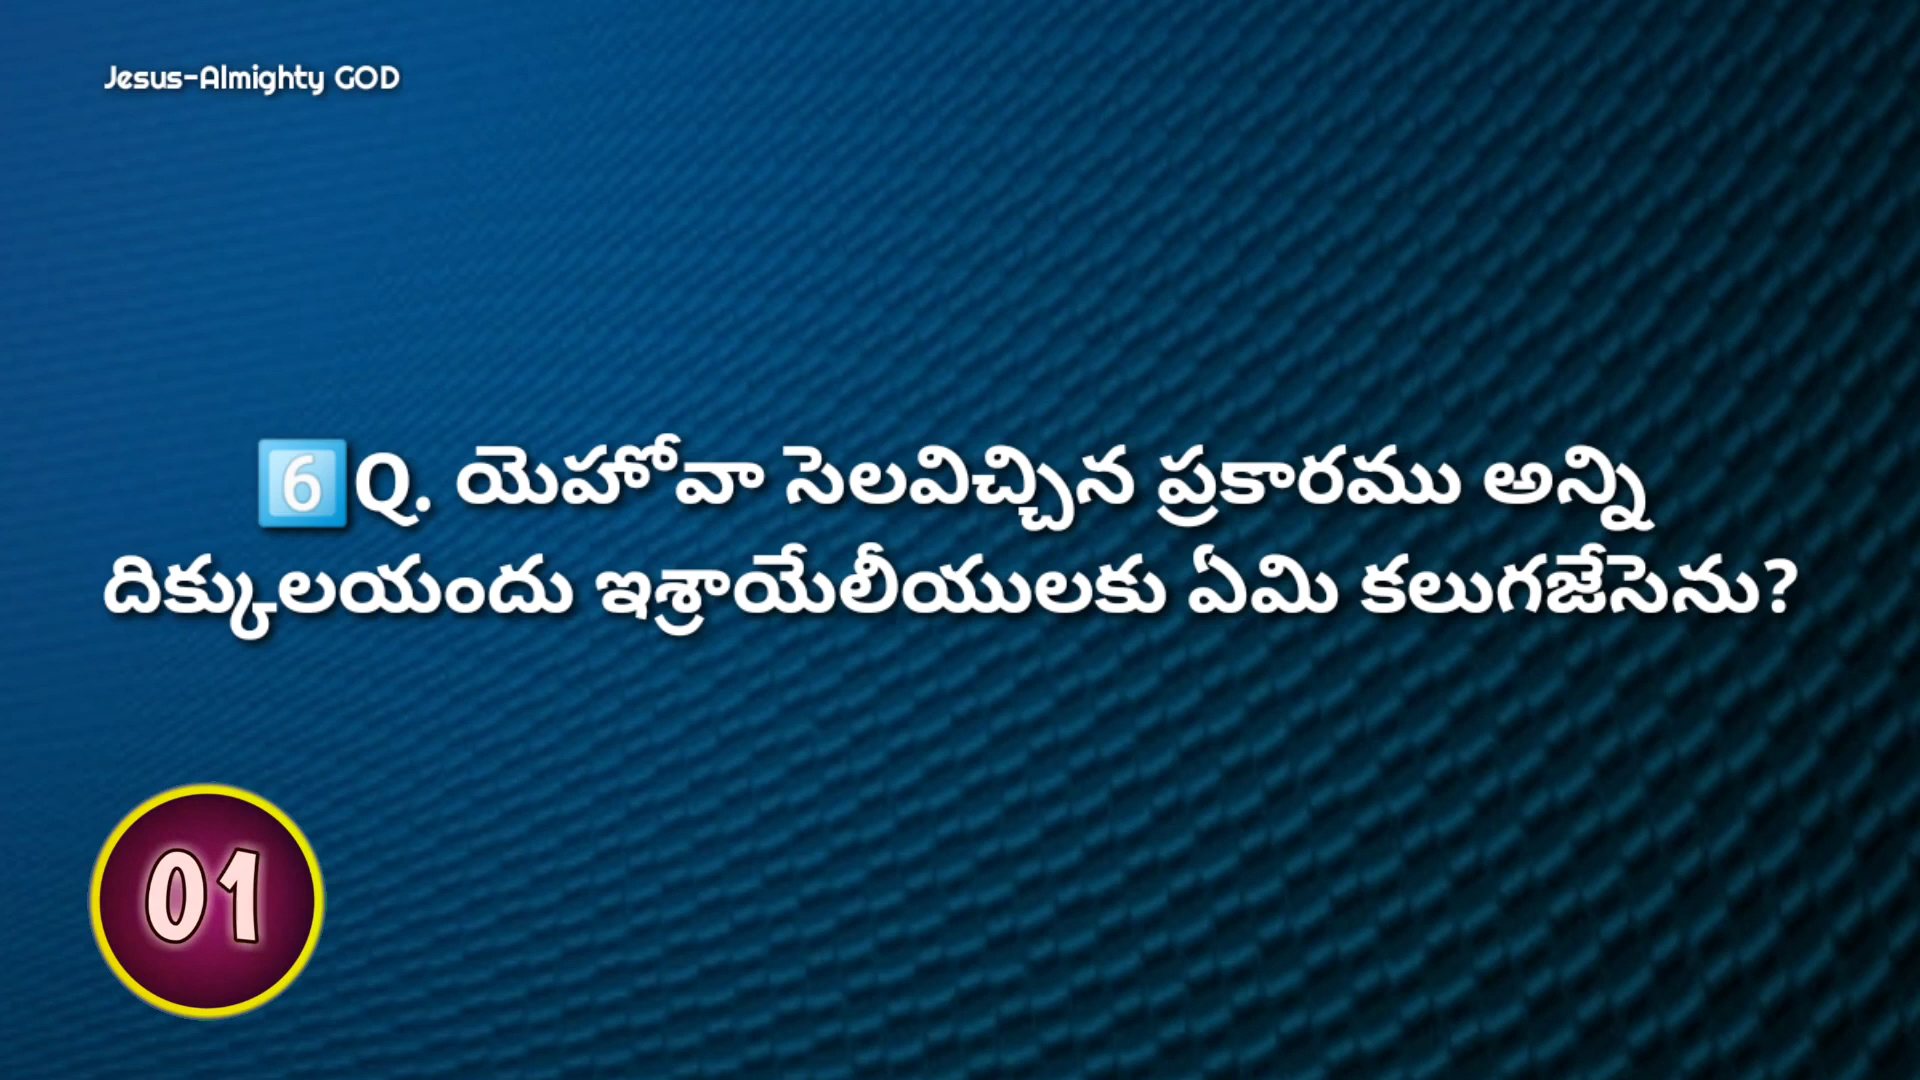 Jesus-Almighty GOD
6️⃣Q. యెహోవా సెలవిచ్చిన ప్రకారము అన్ని
దిక్కులయందు ఇశ్రాయేలీయులకు ఏమి కలుగజేసెను?
01